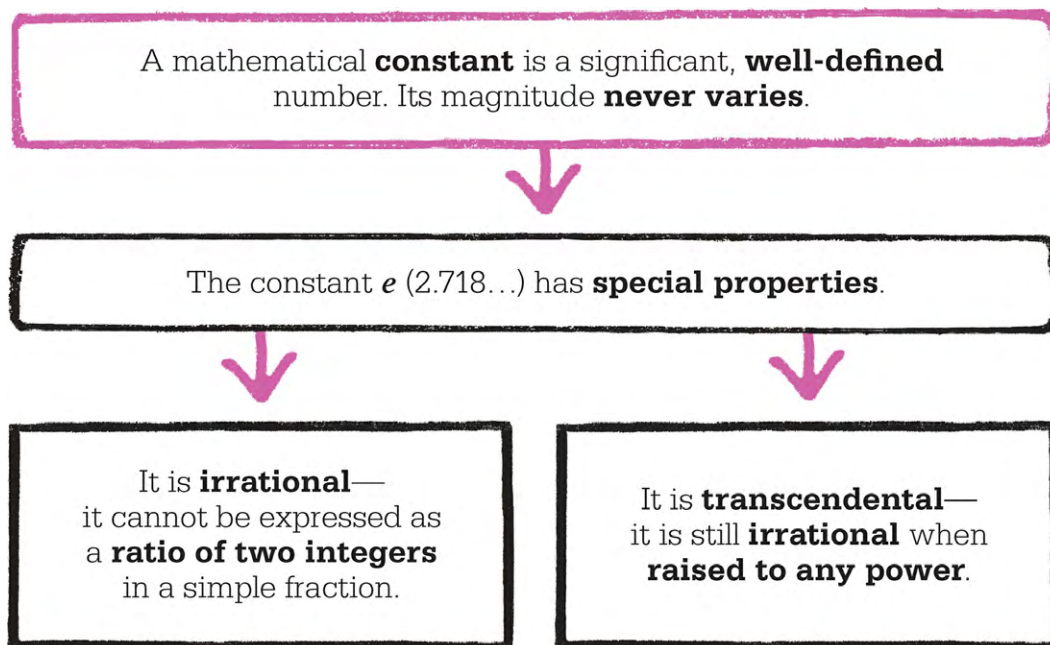 A mathematical constant is a significant, well-defined
number. Its magnitude never varies.
The constant e (2.718…) has special properties.
It is irrational—
it cannot be expressed as
a ratio of two integers
in a simple fraction.
It is transcendental—
it is still irrational when
raised to any power.